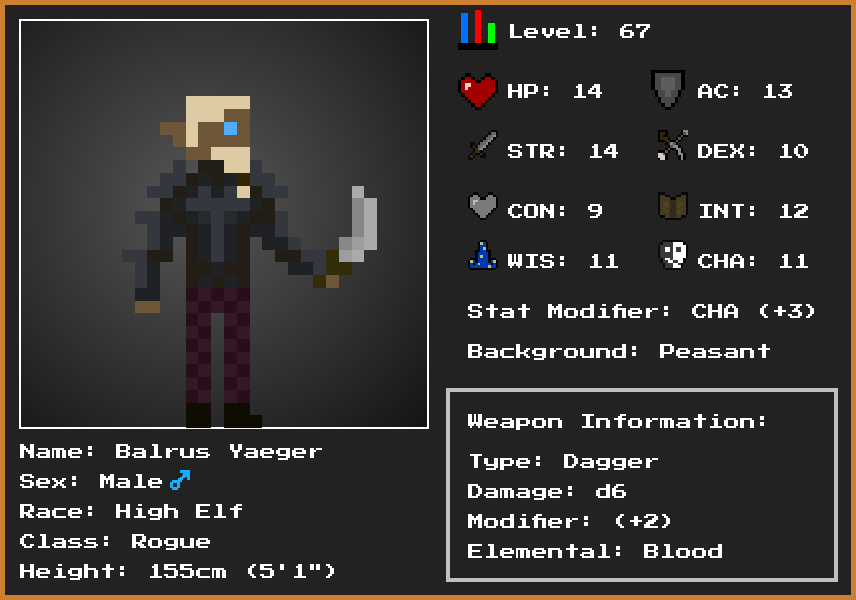 Level: 67
HP: 14
AC: 13
STR: 14
DEX: 10
CON: 9
INT: 12
WIS: 11
CHA: 11
Stat Modifier: CHA (+3)
Background: Peasant
Weapon Information:
Type: Dagger
Damage: d6
Modifier: (+2)
Elemental: Blood
Name: Balrus Yaeger
Sex: Male♂
Race: High Elf
Class: Rogue
Height: 155cm (5'1")